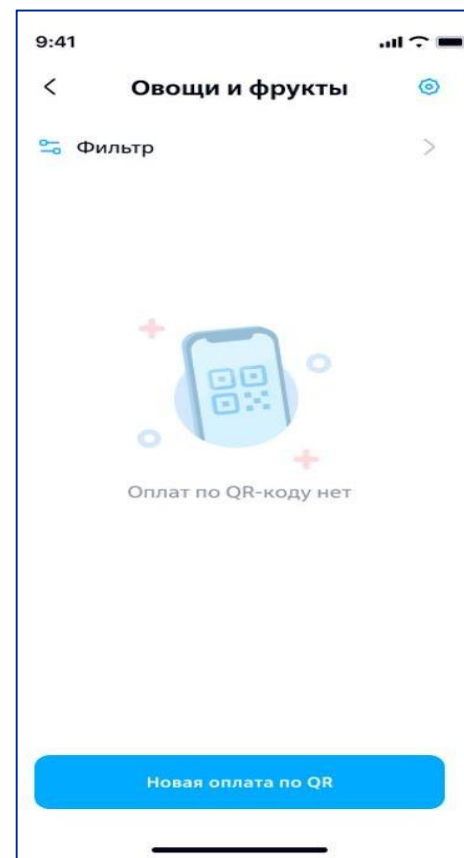 9:41
Овощи и фрукты
Фильтр
Оплат по QR-коду нет
Новая оплата по QR